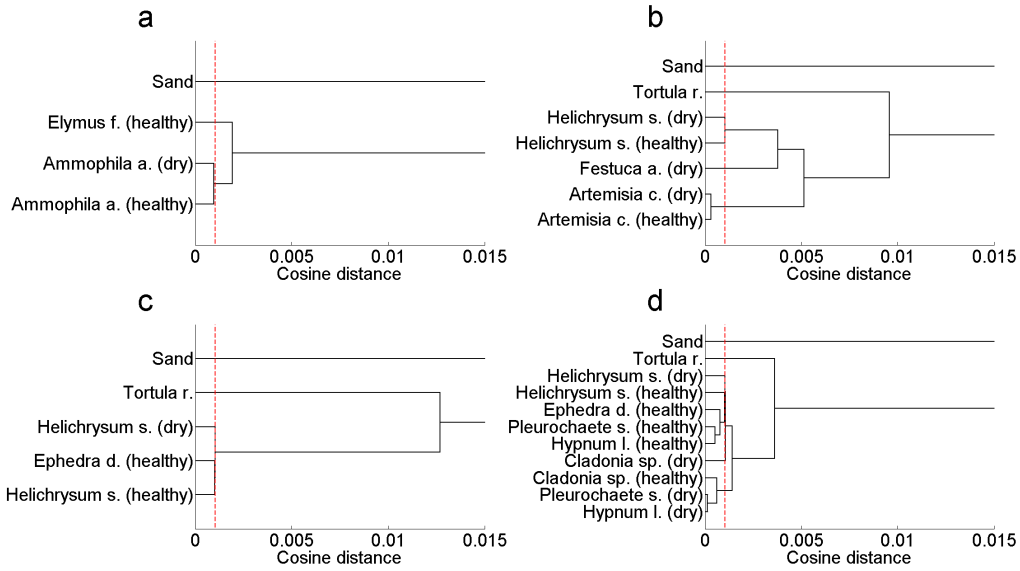 a
Sand
Elymus f. (healthy)
Ammophila a. (dry)
Ammophila a. (healthy)
0 0.005 0.01 0.015
Cosine distance
b
Sand
Tortula r.
Helichrysum s. (dry)
Helichrysum s. (healthy)
Festuca a. (dry)
Artemisia c. (dry)
Artemisia c. (healthy)
0 0.005 0.01 0.015
Cosine distance
c
Sand
Tortula r.
Helichrysum s. (dry)
Ephedra d. (healthy)
Helichrysum s. (healthy)
0 0.005 0.01 0.015
Cosine distance
d
Sand
Tortula r.
Helichrysum s. (dry)
Helichrysum s. (healthy)
Ephedra d. (healthy)
Pleurochaete s. (healthy)
Hypnum l. (healthy)
Cladonia sp. (dry)
Cladonia sp. (healthy)
Pleurochaete s. (dry)
Hypnum l. (dry)
0 0.005 0.01 0.015
Cosine distance